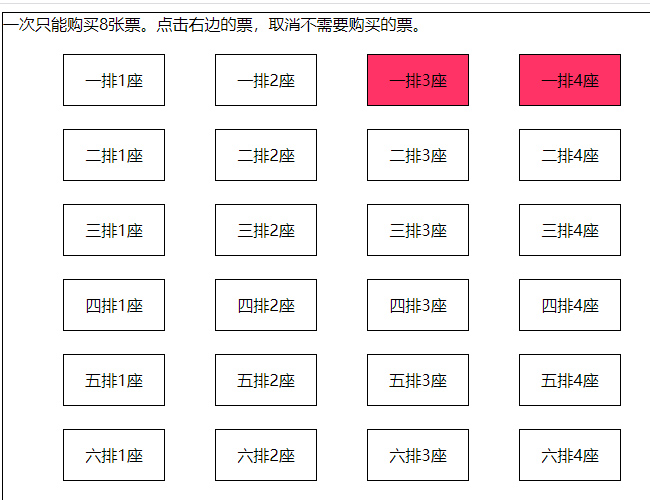 一次只能购买8张票。点击右边的票，取消不需要购买的票。
一排1座 一排2座 一排3座 一排4座
二排1座 二排2座 二排3座 二排4座
三排1座 三排2座 三排3座 三排4座
四排1座 四排2座 四排3座 四排4座
五排1座 五排2座 五排3座 五排4座
六排1座 六排2座 六排3座 六排4座